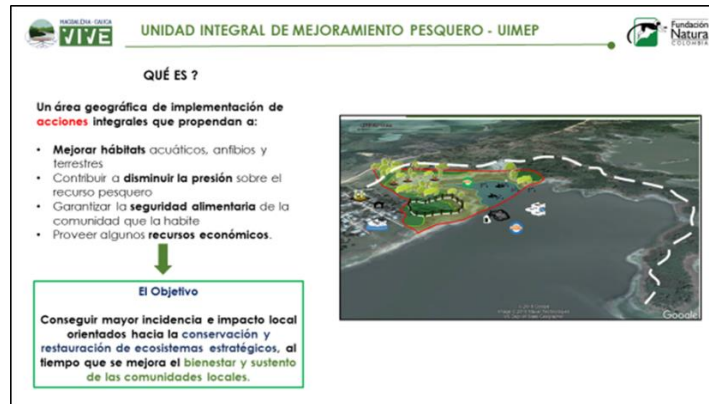 MAGDALENA - CAUCA
VIVE
UNIDAD INTEGRAL DE MEJORAMIENTO PESQUERO - UIMEP
Fundación
Natura
COLOMBIA
QUÉ ES ?
Un área geográfica de implementación de
acciones integrales que propendan a:
• Mejorar hábitats acuáticos, anfibios y
terrestres
• Contribuir a disminuir la presión sobre el
recurso pesquero
• Garantizar la seguridad alimentaria de la
comunidad que la habite
• Proveer algunos recursos económicos.
El Objetivo
Conseguir mayor incidencia e impacto local
orientados hacia la conservación y
restauración de ecosistemas estratégicos, al
tiempo que se mejora el bienestar y sustento
de las comunidades locales.
Google